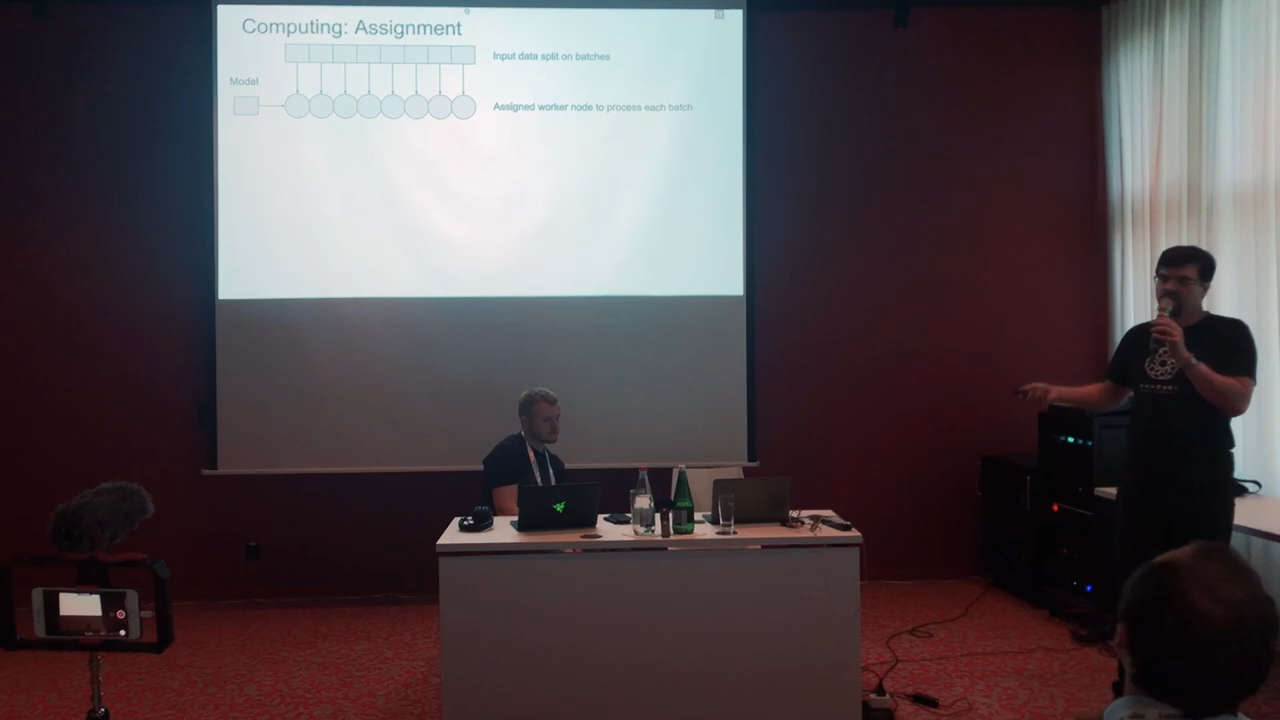 Computing: Assignment
Input data split on batches
Model
Assigned worker node to process each batch